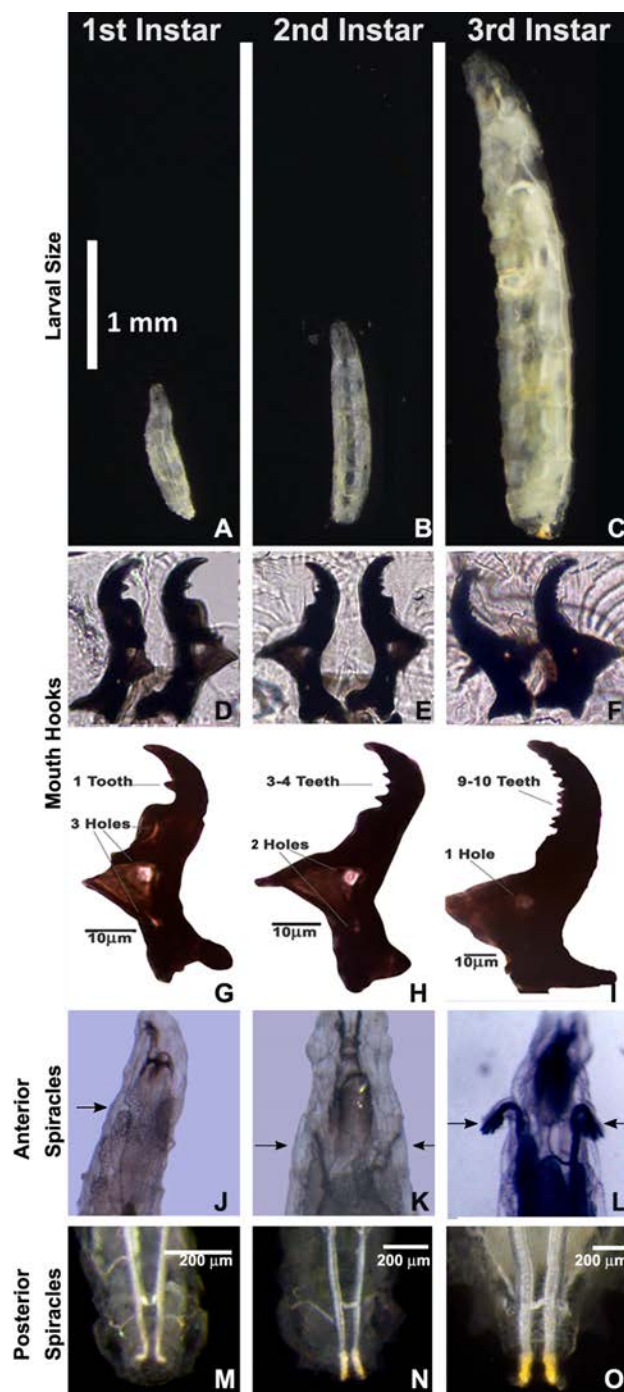 1st Instar 2nd Instar 3rd Instar
Larval Size
1 mm
A B C
Mouth Hooks
D E F
1 Tooth
3 Holes
10μm
G
3-4 Teeth
2 Holes
10μm
H
9-10 Teeth
1 Hole
10μm
I
Anterior
Spiracles
J K L
Posterior
Spiracles
200 μm
M
200 μm
N
200 μm
O